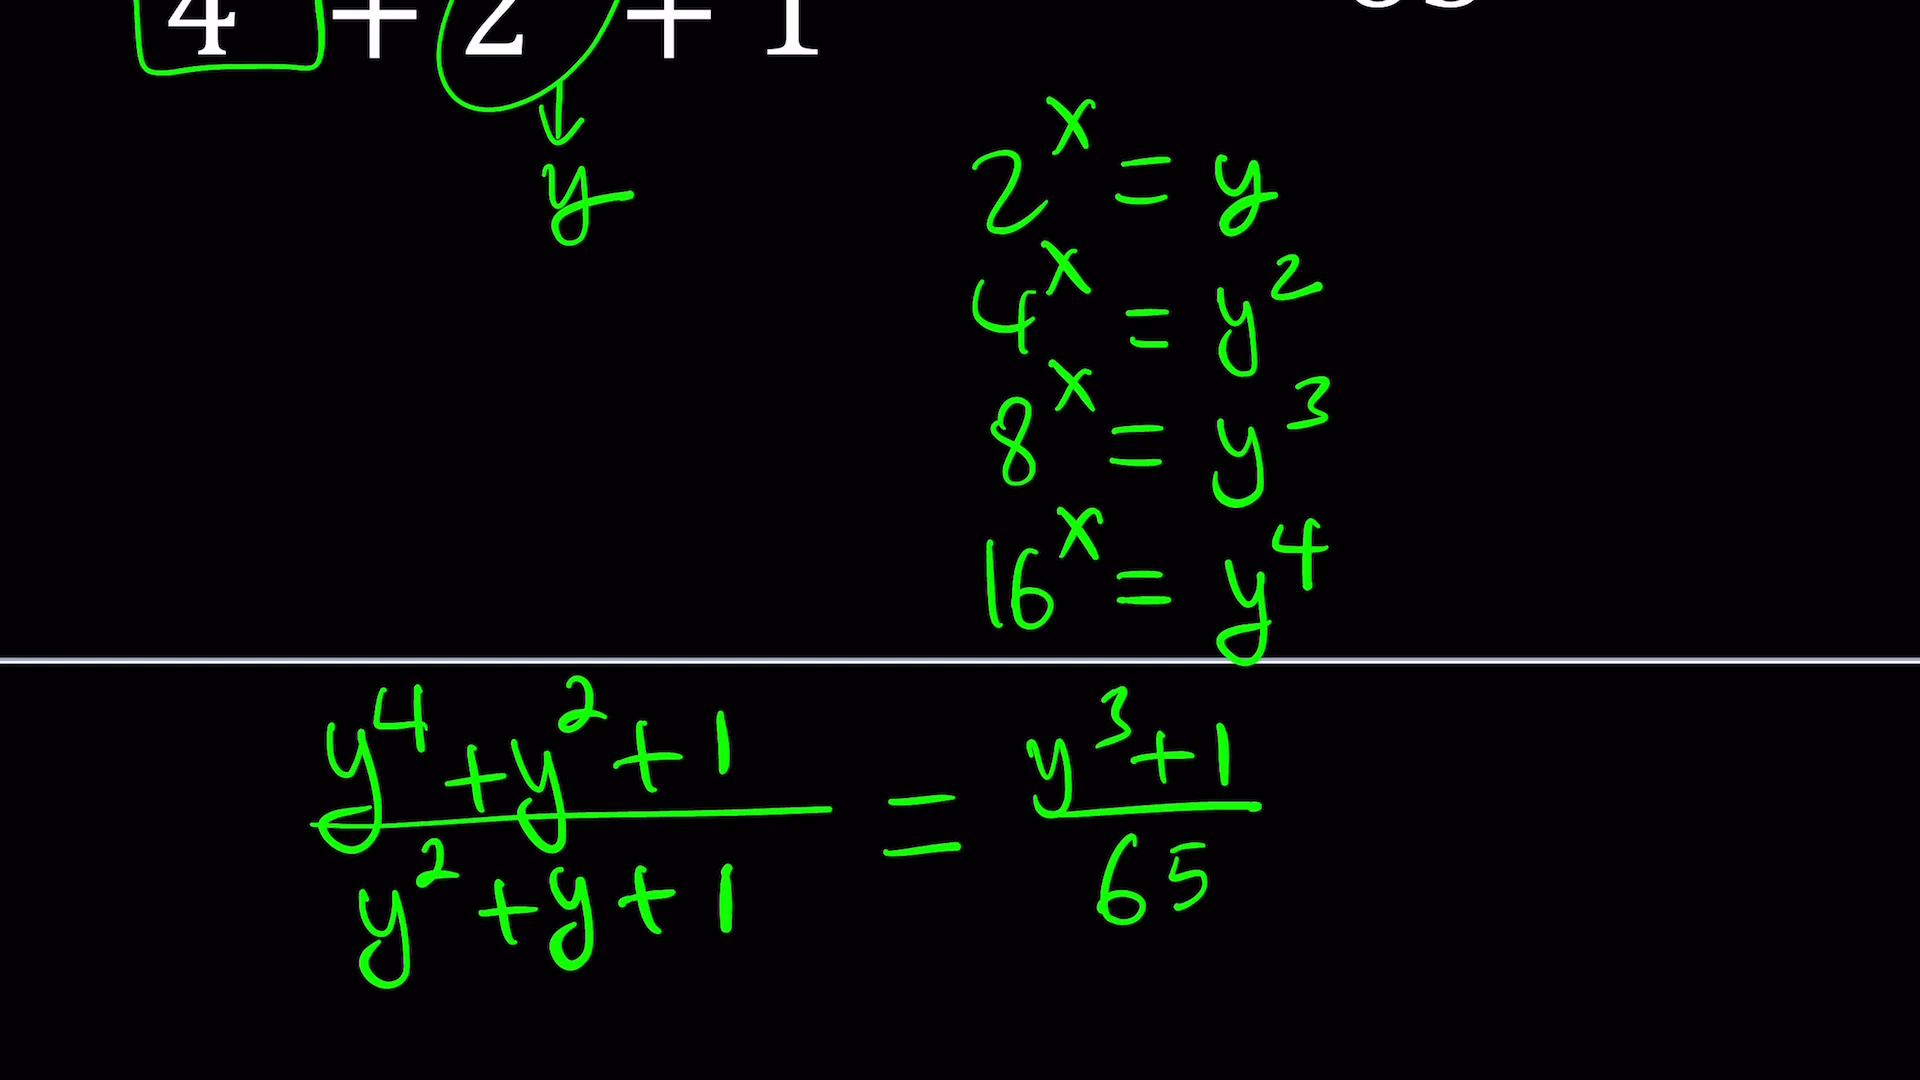 4 + 2 + 1
y
2^x = y
4^x = y^2
8^x = y^3
16^x = y^4
y^4 + y^2 + 1 = y^3 + 1
y^2 + y + 1 65